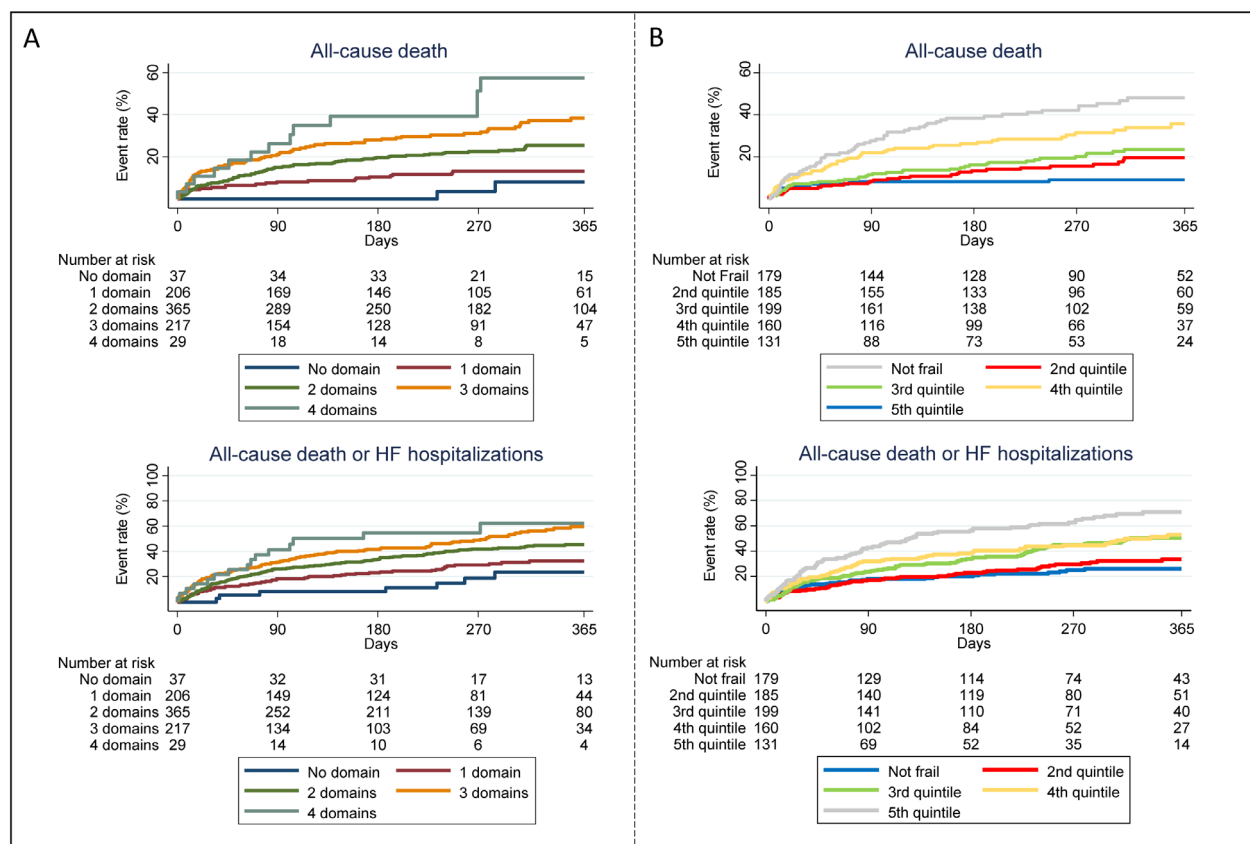 A
All-cause death
Event rate (%)
60
40
20
0 90 180 270 365
Days
Number at risk
No domain 37 34 33 21 15
1 domain 206 169 146 105 61
2 domains 365 289 250 182 104
3 domains 217 154 128 91 47
4 domains 29 18 14 8 5
No domain 1 domain
2 domains 3 domains
4 domains
All-cause death or HF hospitalizations
Event rate (%)
100
80
60
40
20
0 90 180 270 365
Days
Number at risk
No domain 37 32 31 17 13
1 domain 206 149 124 81 44
2 domains 365 252 211 139 80
3 domains 217 134 103 69 34
4 domains 29 14 10 6 4
No domain 1 domain
2 domains 3 domains
4 domains
B
All-cause death
Event rate (%)
60
40
20
0 90 180 270 365
Days
Number at risk
Not Frail 179 144 128 90 52
2nd quintile 185 155 133 96 60
3rd quintile 199 161 138 102 59
4th quintile 160 116 99 66 37
5th quintile 131 88 73 53 24
Not frail 2nd quintile
3rd quintile 4th quintile
5th quintile
All-cause death or HF hospitalizations
Event rate (%)
100
80
60
40
20
0 90 180 270 365
Days
Number at risk
Not frail 179 129 114 74 43
2nd quintile 185 140 119 80 51
3rd quintile 199 141 110 71 40
4th quintile 160 102 84 52 27
5th quintile 131 69 52 35 14
Not frail 2nd quintile
3rd quintile 4th quintile
5th quintile